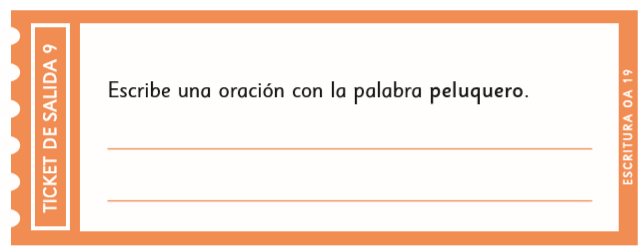 TICKET DE SALIDA 9
Escribe una oración con la palabra peluquero.
ESCRITURA OA 19